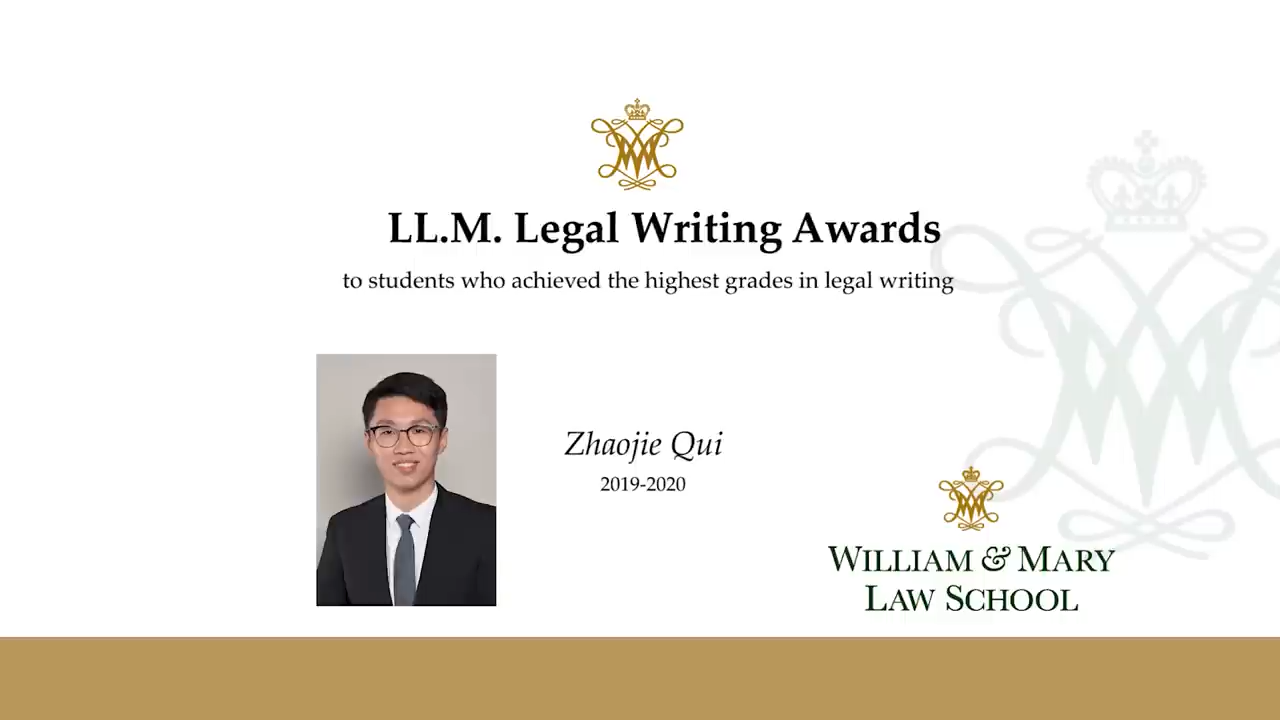 LL.M. Legal Writing Awards
to students who achieved the highest grades in legal writing
Zhaojie Qui
2019-2020
WILLIAM & MARY
LAW SCHOOL